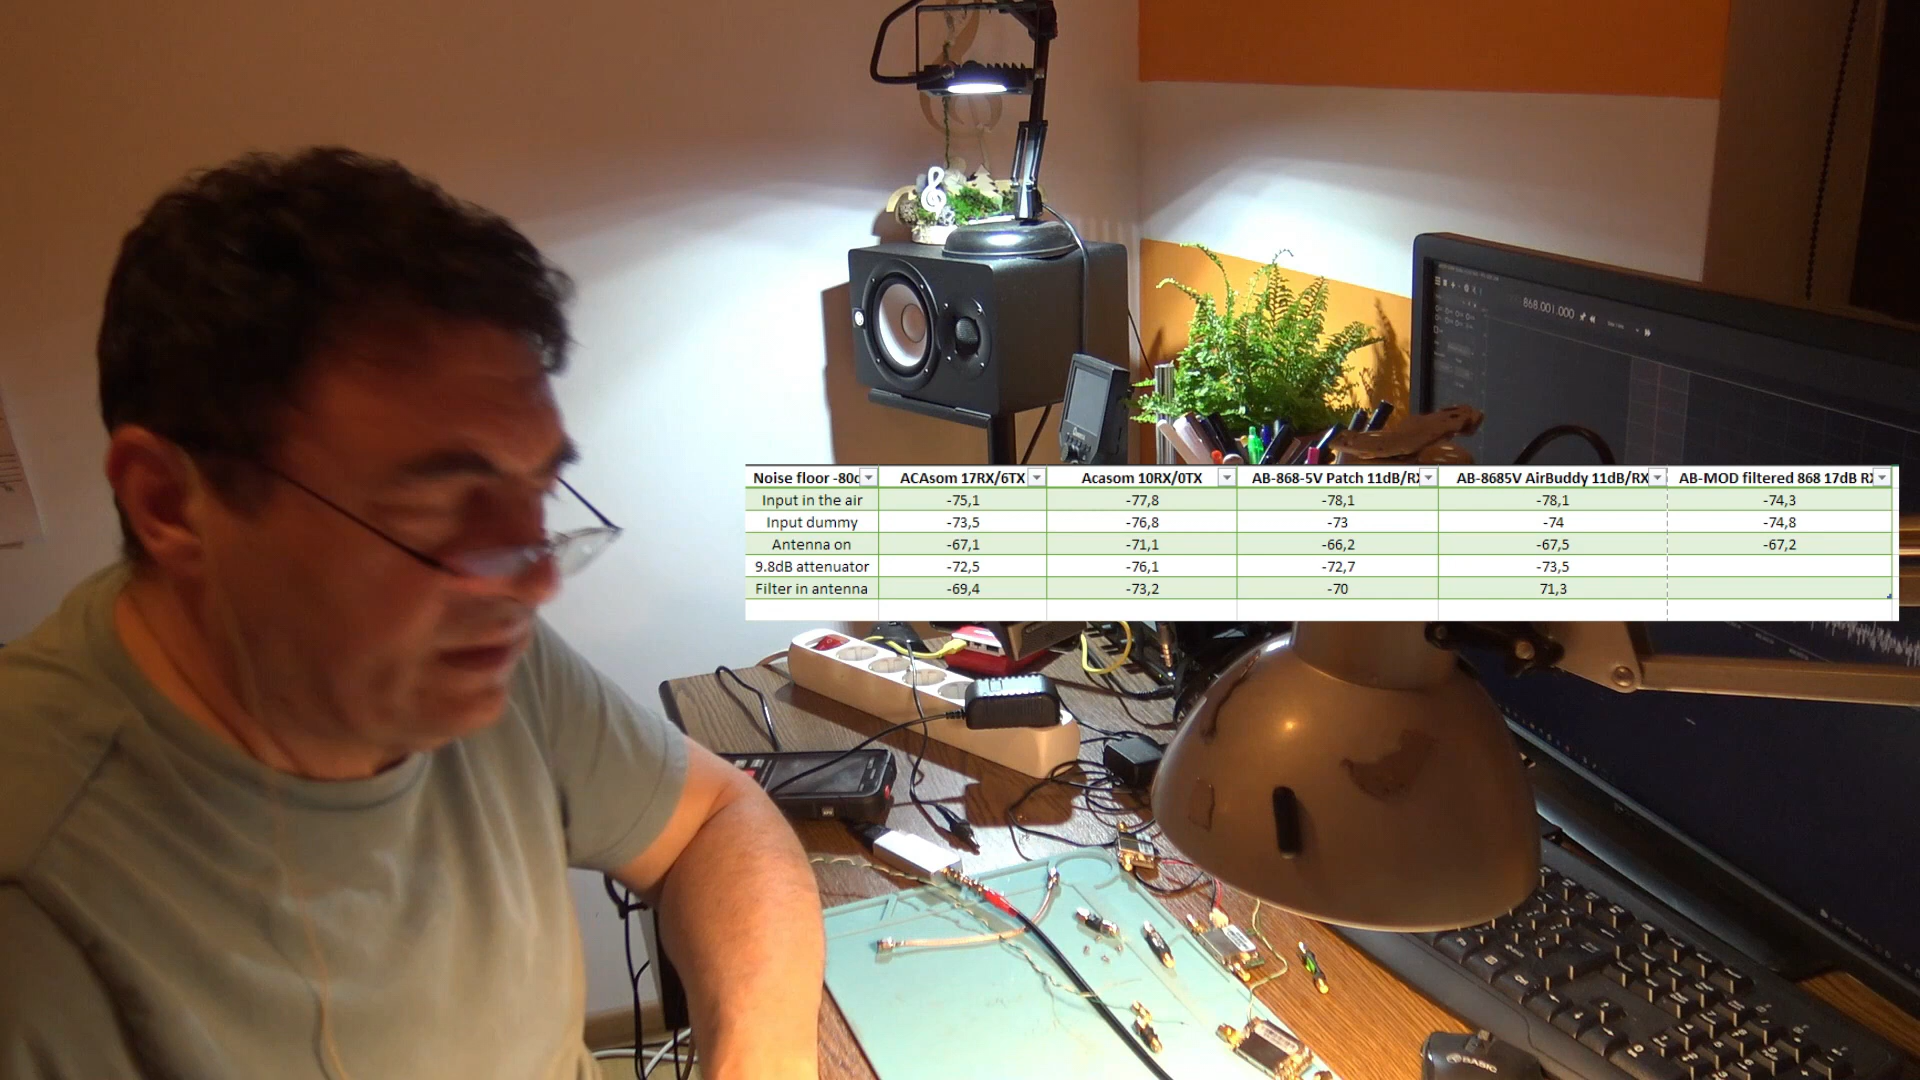 868.001.000
Noise floor -80d ACAsom 17RX/6TX Acasom 10RX/0TX AB-868-5V Patch 11dB/RX AB-8685V AirBuddy 11dB/RX AB-MOD filtered 868 17dB RX
Input in the air -75,1 -77,8 -78,1 -78,1 -74,3
Input dummy -73,5 -76,8 -73 -74 -74,8
Antenna on -67,1 -71,1 -66,2 -67,5 -67,2
9.8dB attenuator -72,5 -76,1 -72,7 -73,5
Filter in antenna -69,4 -73,2 -70 71,3
BASIC